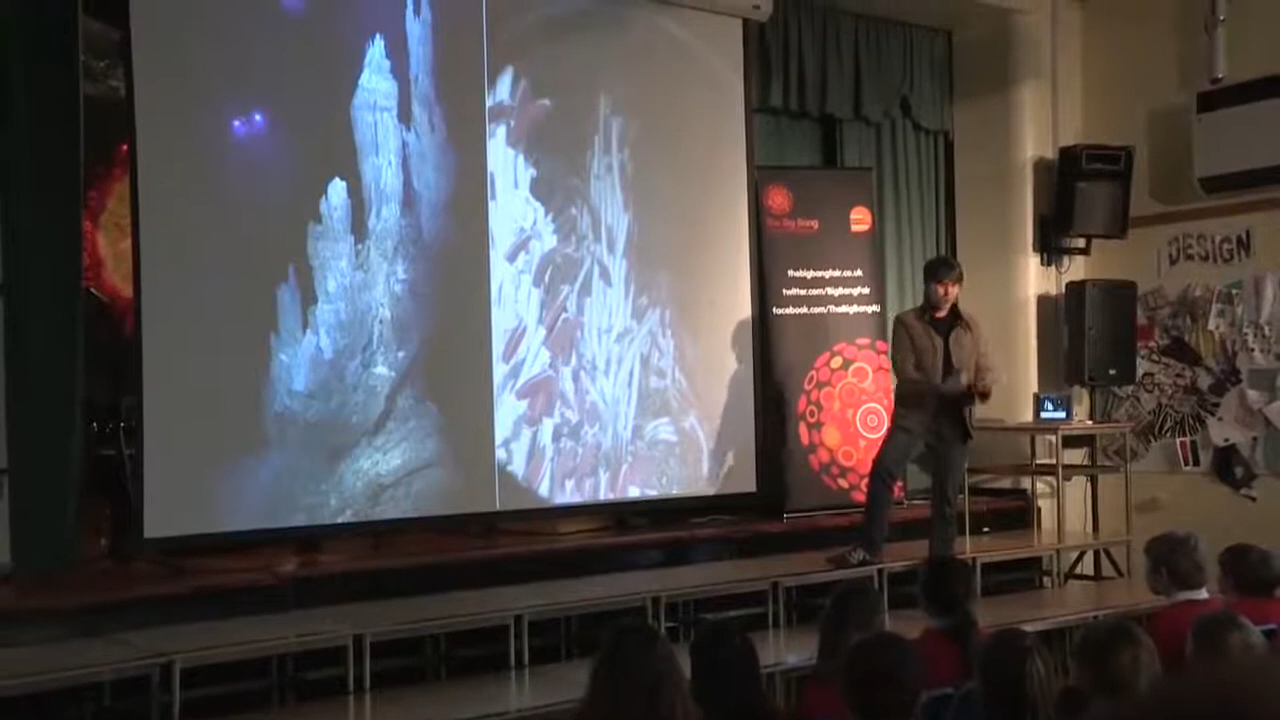 The Big Bang
thebigbangfair.co.uk
twitter.com/BigBangFair
facebook.com/TheBigBang4U
DESIGN